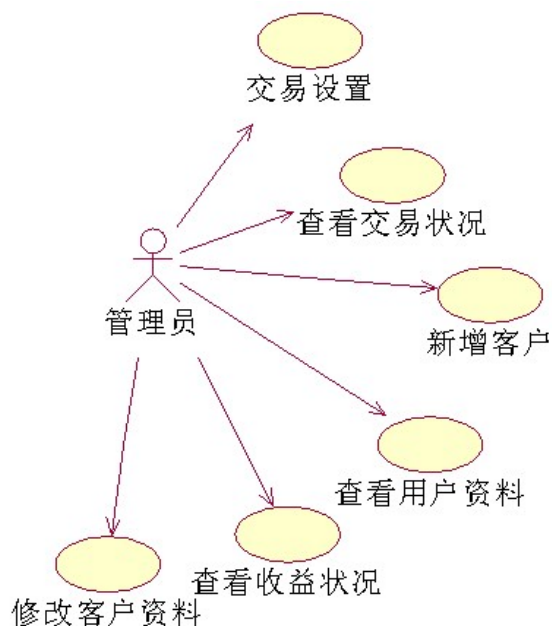 交易设置
查看交易状况
新增客户
管理员
查看用户资料
查看收益状况
修改客户资料